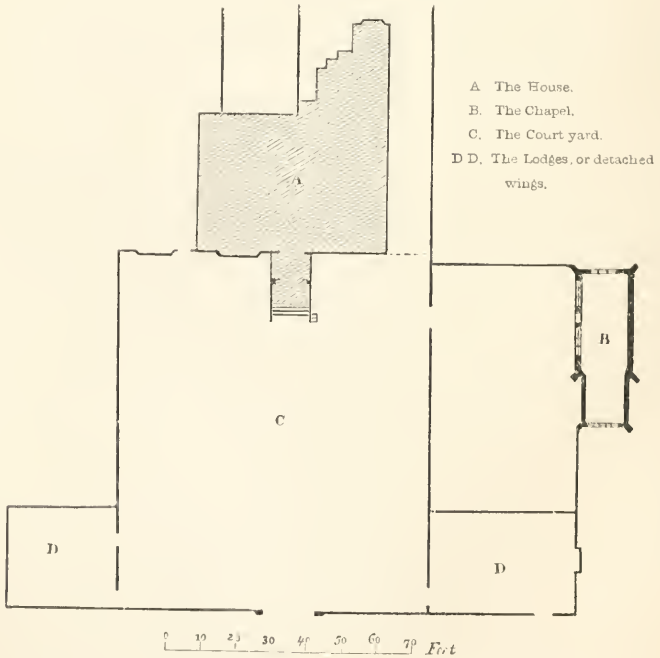 A The House.
B. The Chapel.
C. The Court yard.
D D. The Lodges, or detached
wings.
A
B
C
D
D
0 10 20 30 40 50 60 70 Feet